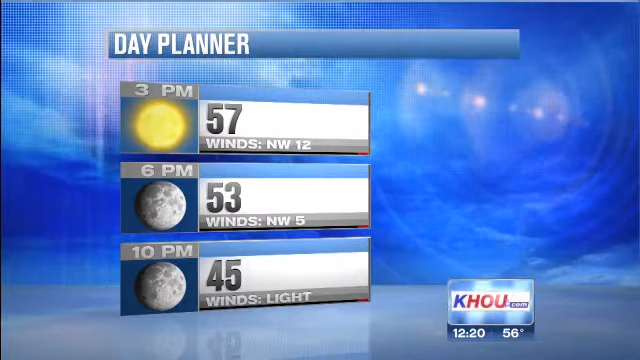 DAY PLANNER
3 PM
57
WINDS: NW 12
6 PM
53
WINDS: NW 5
10 PM
45
WINDS: LIGHT
KHOU.com
12:20 56°